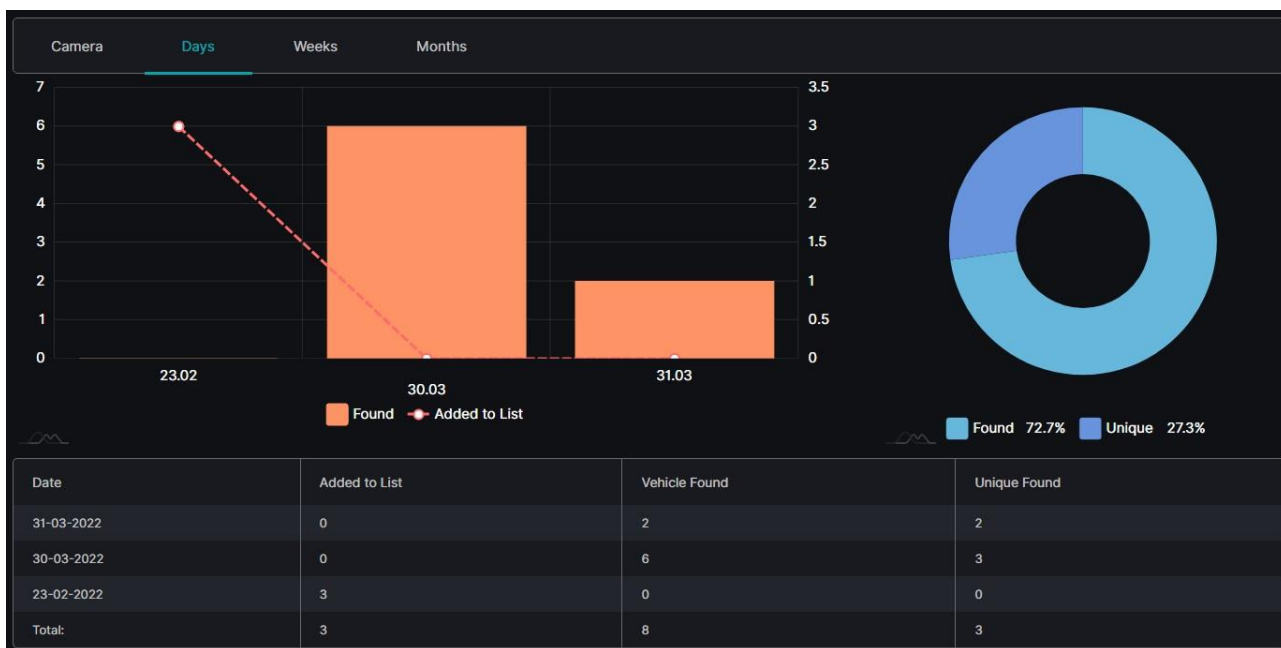 Camera Days Weeks Months
7 3.5
6 3
5 2.5
4 2
3 1.5
2 1
1 0.5
0 0
23.02 30.03 31.03
Found Added to List
Found 72.7% Unique 27.3%
Date Added to List Vehicle Found Unique Found
31-03-2022 0 2 2
30-03-2022 0 6 3
23-02-2022 3 0 0
Total: 3 8 3